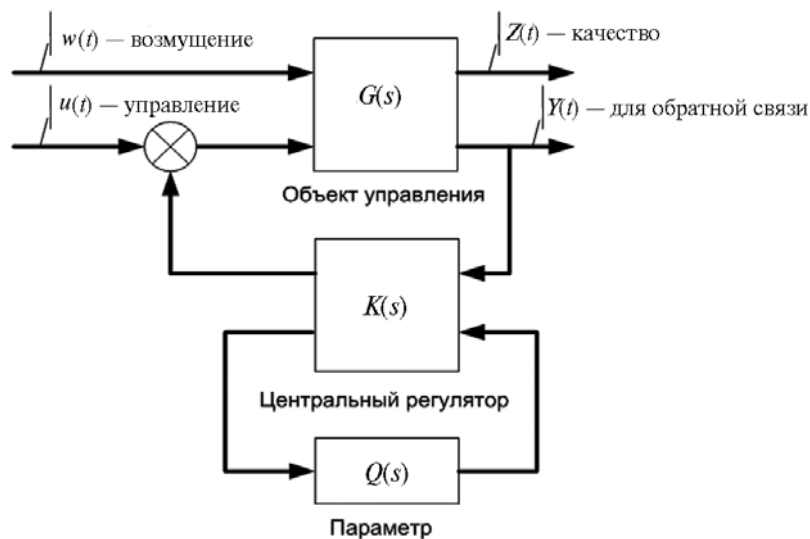 w(t) — возмущение
Z(t) — качество
G(s)
u(t) — управление
Y(t) — для обратной связи
Объект управления
K(s)
Центральный регулятор
Q(s)
Параметр